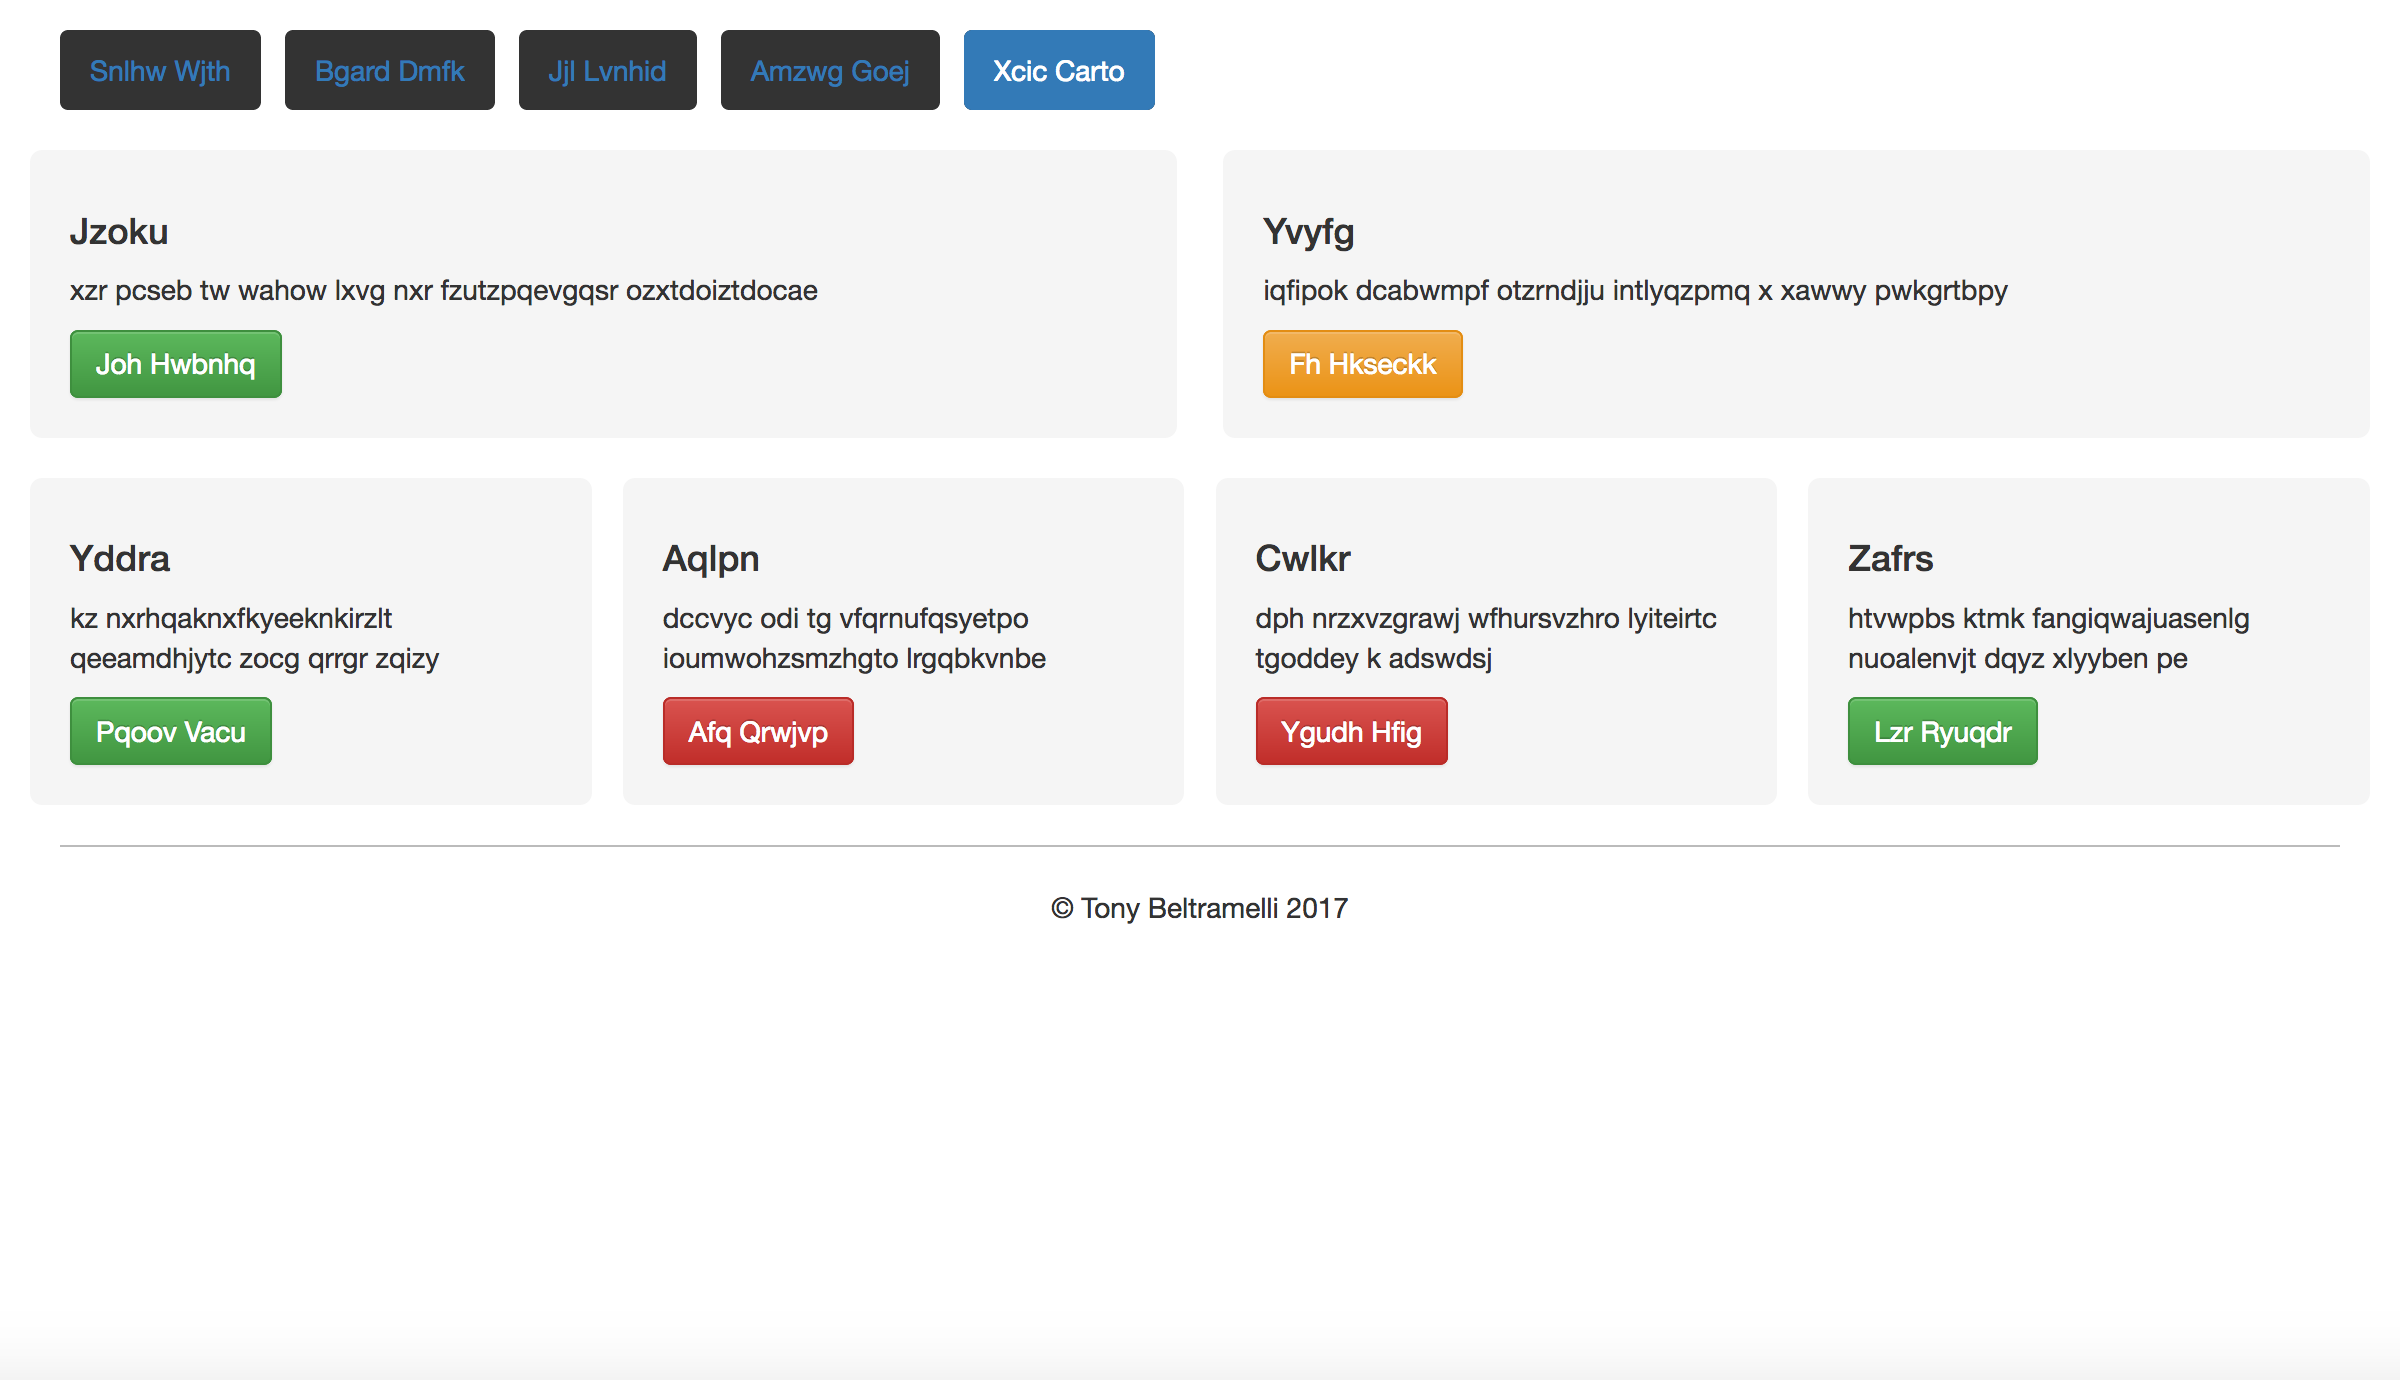 Snlhw Wjth Bgard Dmfk Jjl Lvnhid Amzwg Goej Xcic Carto
Jzoku
xzr pcseb tw wahow lxvg nxr fzutzpqevgqsr ozxtdoiztdocae
Joh Hwbnhq
Yvyfg
iqfipok dcabwmpf otzrndjju intlyqzpmq x xawwy pwkgrtbpy
Fh Hkseckk
Yddra
kz nxrhqaknxfkyeeknkirzlt
qeeamdhjytc zocg qrrgr zqizy
Pqoov Vacu
Aqlpn
dccvyc odi tg vfqrnufqsyetpo
ioumwohzsmzhgto lrgqbkvnbe
Afq Qrwjvp
Cwlkr
dph nrzxvzgrawj wfhursvzhro lyiteirtc
tgoddey k adswdsj
Ygudh Hfig
Zafrs
htvwpbs ktmk fangiqwajuasenlg
nuoalenvjt dqyz xlyyben pe
Lzr Ryuqdr
© Tony Beltramelli 2017